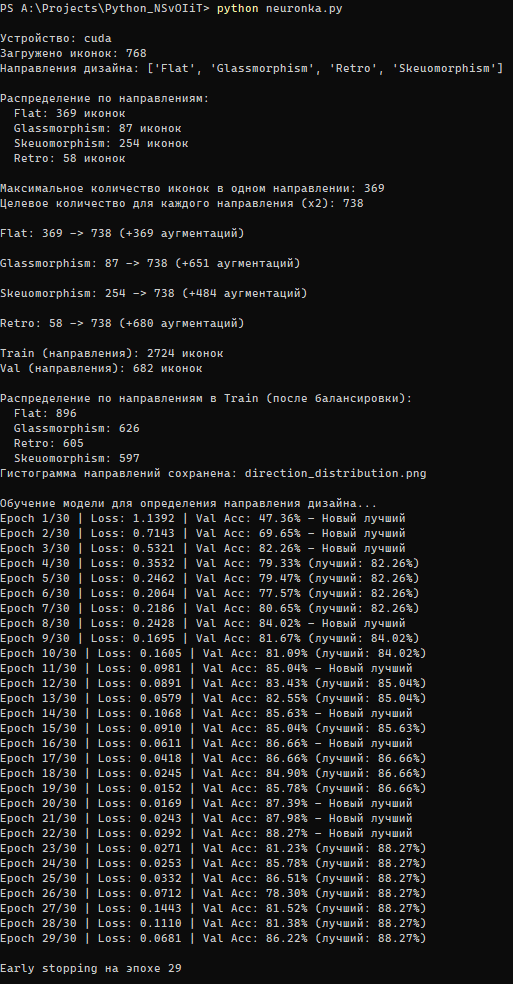 PS A:\Projects\Python_NSvOIiT> python neuronka.py
Устройство: cuda
Загружено иконок: 768
Направления дизайна: ['Flat', 'Glassmorphism', 'Retro', 'Skeuomorphism']
Распределение по направлениям:
Flat: 369 иконок
Glassmorphism: 87 иконок
Skeuomorphism: 254 иконок
Retro: 58 иконок
Максимальное количество иконок в одном направлении: 369
Целевое количество для каждого направления (x2): 738
Flat: 369 -> 738 (+369 аугментаций)
Glassmorphism: 87 -> 738 (+651 аугментаций)
Skeuomorphism: 254 -> 738 (+484 аугментаций)
Retro: 58 -> 738 (+680 аугментаций)
Train (направления): 2724 иконок
Val (направления): 682 иконок
Распределение по направлениям в Train (после балансировки):
Flat: 896
Glassmorphism: 626
Retro: 605
Skeuomorphism: 597
Гистограмма направлений сохранена: direction_distribution.png
Обучение модели для определения направления дизайна...
Epoch 1/30 | Loss: 1.1392 | Val Acc: 47.36% – Новый лучший
Epoch 2/30 | Loss: 0.7143 | Val Acc: 69.65% – Новый лучший
Epoch 3/30 | Loss: 0.5321 | Val Acc: 82.26% – Новый лучший
Epoch 4/30 | Loss: 0.3532 | Val Acc: 79.33% (лучший: 82.26%)
Epoch 5/30 | Loss: 0.2462 | Val Acc: 79.47% (лучший: 82.26%)
Epoch 6/30 | Loss: 0.2064 | Val Acc: 77.57% (лучший: 82.26%)
Epoch 7/30 | Loss: 0.2186 | Val Acc: 80.65% (лучший: 82.26%)
Epoch 8/30 | Loss: 0.2428 | Val Acc: 84.02% – Новый лучший
Epoch 9/30 | Loss: 0.1695 | Val Acc: 81.67% (лучший: 84.02%)
Epoch 10/30 | Loss: 0.1605 | Val Acc: 81.09% (лучший: 84.02%)
Epoch 11/30 | Loss: 0.0981 | Val Acc: 85.04% – Новый лучший
Epoch 12/30 | Loss: 0.0891 | Val Acc: 83.43% (лучший: 85.04%)
Epoch 13/30 | Loss: 0.0579 | Val Acc: 82.55% (лучший: 85.04%)
Epoch 14/30 | Loss: 0.1068 | Val Acc: 85.63% – Новый лучший
Epoch 15/30 | Loss: 0.0910 | Val Acc: 85.04% (лучший: 85.63%)
Epoch 16/30 | Loss: 0.0611 | Val Acc: 86.66% – Новый лучший
Epoch 17/30 | Loss: 0.0418 | Val Acc: 86.66% (лучший: 86.66%)
Epoch 18/30 | Loss: 0.0245 | Val Acc: 84.90% (лучший: 86.66%)
Epoch 19/30 | Loss: 0.0152 | Val Acc: 85.78% (лучший: 86.66%)
Epoch 20/30 | Loss: 0.0169 | Val Acc: 87.39% – Новый лучший
Epoch 21/30 | Loss: 0.0243 | Val Acc: 87.98% – Новый лучший
Epoch 22/30 | Loss: 0.0292 | Val Acc: 88.27% – Новый лучший
Epoch 23/30 | Loss: 0.0271 | Val Acc: 81.23% (лучший: 88.27%)
Epoch 24/30 | Loss: 0.0253 | Val Acc: 85.78% (лучший: 88.27%)
Epoch 25/30 | Loss: 0.0332 | Val Acc: 86.51% (лучший: 88.27%)
Epoch 26/30 | Loss: 0.0712 | Val Acc: 78.30% (лучший: 88.27%)
Epoch 27/30 | Loss: 0.1443 | Val Acc: 81.52% (лучший: 88.27%)
Epoch 28/30 | Loss: 0.1110 | Val Acc: 81.38% (лучший: 88.27%)
Epoch 29/30 | Loss: 0.0681 | Val Acc: 86.22% (лучший: 88.27%)
Early stopping на эпохе 29